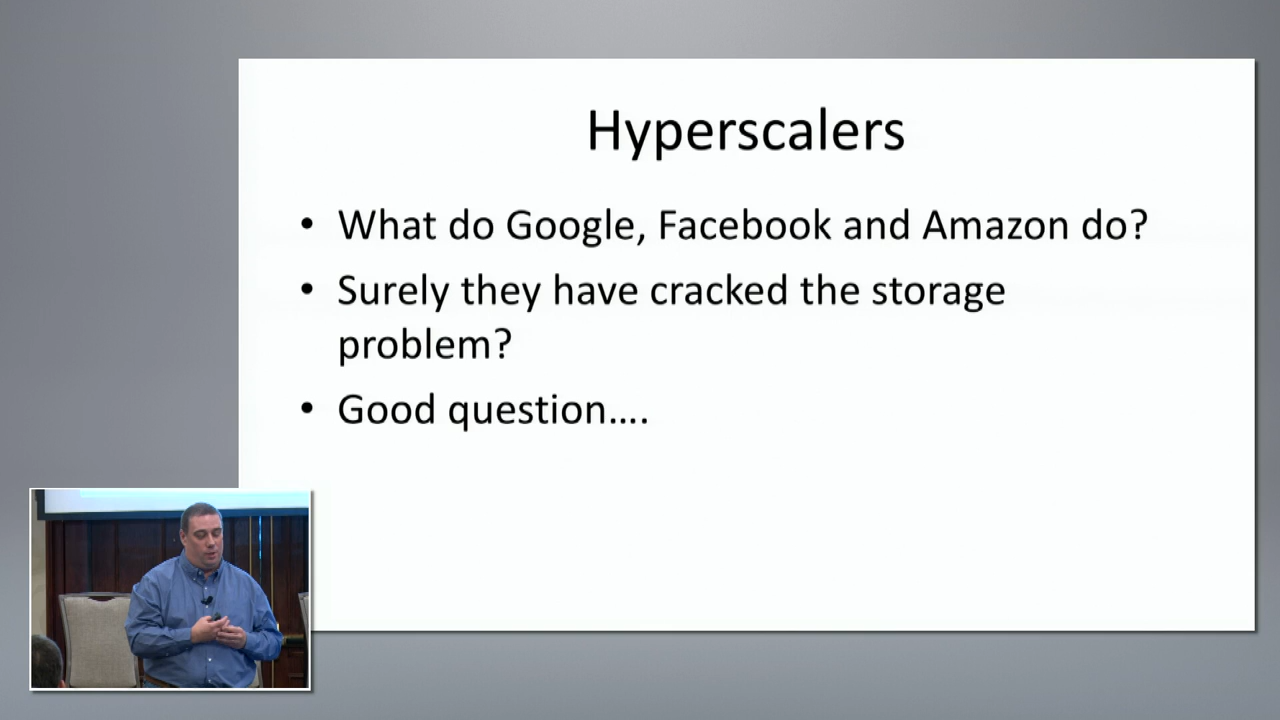 Hyperscalers
• What do Google, Facebook and Amazon do?
• Surely they have cracked the storage
problem?
• Good question....